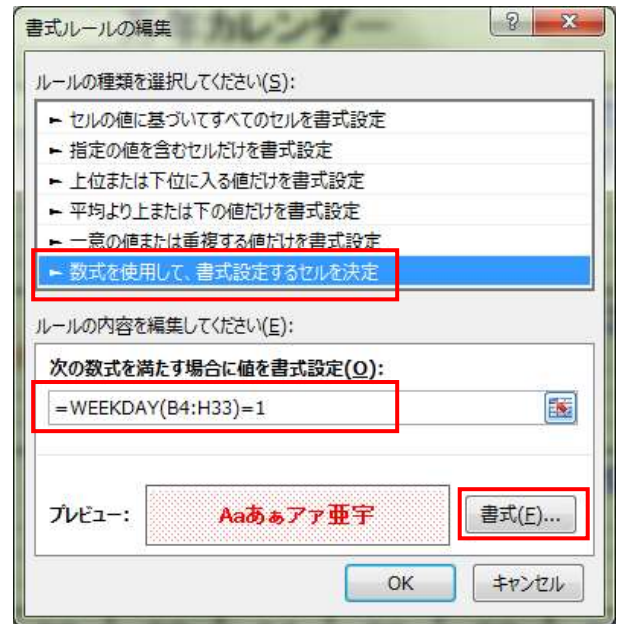 書式ルールの編集
ルールの種類を選択してください(S):
► セルの値に基づいてすべてのセルを書式設定
► 指定の値を含むセルだけを書式設定
► 上位または下位に入る値だけを書式設定
► 平均より上または下の値だけを書式設定
► 一意の値または重複する値だけを書式設定
► 数式を使用して、書式設定するセルを決定
ルールの内容を編集してください(E):
次の数式を満たす場合に値を書式設定(O):
=WEEKDAY(B4:H33)=1
プレビュー: Aaあぁアァ亜宇 書式(F)...
OK キャンセル